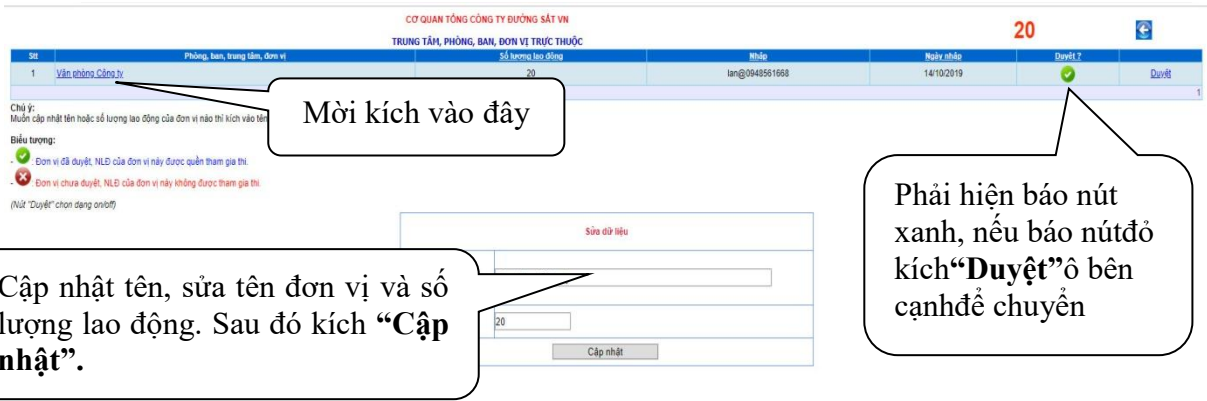 CƠ QUAN TỔNG CÔNG TY ĐƯỜNG SẮT VN
TRUNG TÂM, PHÒNG, BAN, ĐƠN VỊ TRỰC THUỘC
20
Stt Phòng, ban, trung tâm, đơn vị Số lượng lao động Nhập Ngày nhập Duyệt ?
1 Văn phòng Công ty 20 lan@0948561668 14/10/2019 Duyệt
1
Mời kích vào đây
Chú ý:
Muốn cập nhật tên hoặc số lượng lao động của đơn vị nào thì kích vào tên
Biểu tượng:
- : Đơn vị đã duyệt, NLĐ của đơn vị này được quền tham gia thi.
- : Đơn vị chưa duyệt, NLĐ của đơn vị này không được tham gia thi.
(Nút "Duyệt" chọn dạng on/off)
Phải hiện báo nút
xanh, nếu báo nútđỏ
kích“Duyệt”ô bên
cạnhđể chuyển
Sửa dữ liệu
Cập nhật tên, sửa tên đơn vị và số
lượng lao động. Sau đó kích “Cập
nhật”.
20
Cập nhật